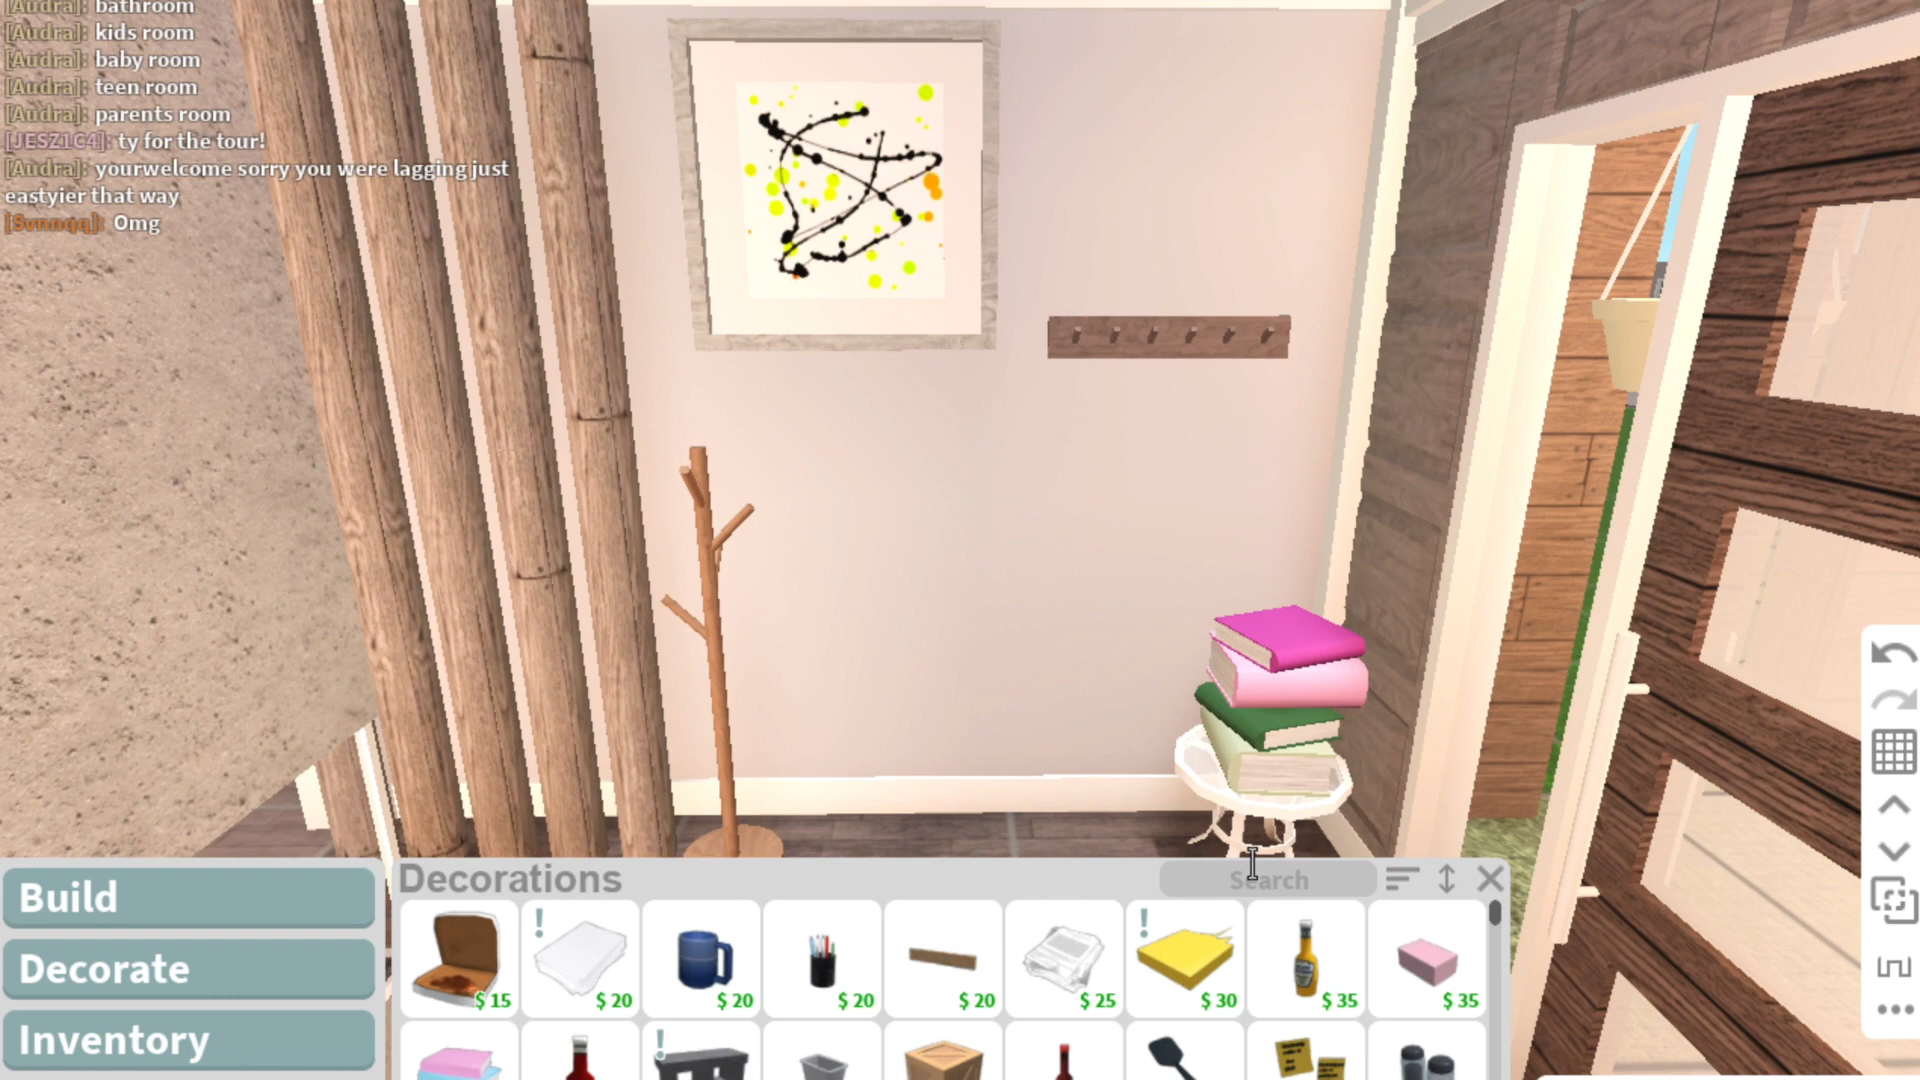 [Audra]: bathroom
[Audra]: kids room
[Audra]: baby room
[Audra]: teen room
[Audra]: parents room
[JESZ1C4]: ty for the tour!
[Audra]: yourwelcome sorry you were lagging just
eastyier that way
[Svnnqq]: Omg
Build
Decorate
Inventory
Decorations
Search
$ 15
$ 20
$ 20
$ 20
$ 20
$ 25
$ 30
$ 35
$ 35